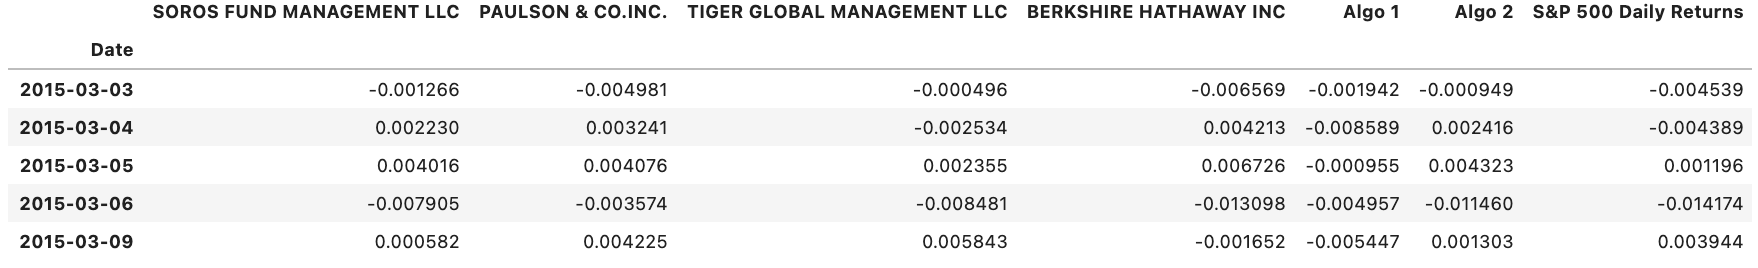 SOROS FUND MANAGEMENT LLC PAULSON & CO.INC. TIGER GLOBAL MANAGEMENT LLC BERKSHIRE HATHAWAY INC Algo 1 Algo 2 S&P 500 Daily Returns
Date
2015-03-03 -0.001266 -0.004981 -0.000496 -0.006569 -0.001942 -0.000949 -0.004539
2015-03-04 0.002230 0.003241 -0.002534 0.004213 -0.008589 0.002416 -0.004389
2015-03-05 0.004016 0.004076 0.002355 0.006726 -0.000955 0.004323 0.001196
2015-03-06 -0.007905 -0.003574 -0.008481 -0.013098 -0.004957 -0.011460 -0.014174
2015-03-09 0.000582 0.004225 0.005843 -0.001652 -0.005447 0.001303 0.003944